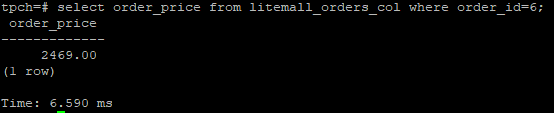 tpch=# select order_price from litemall_orders_col where order_id=6;
 order_price
-------------
     2469.00
(1 row)

Time: 6.590 ms